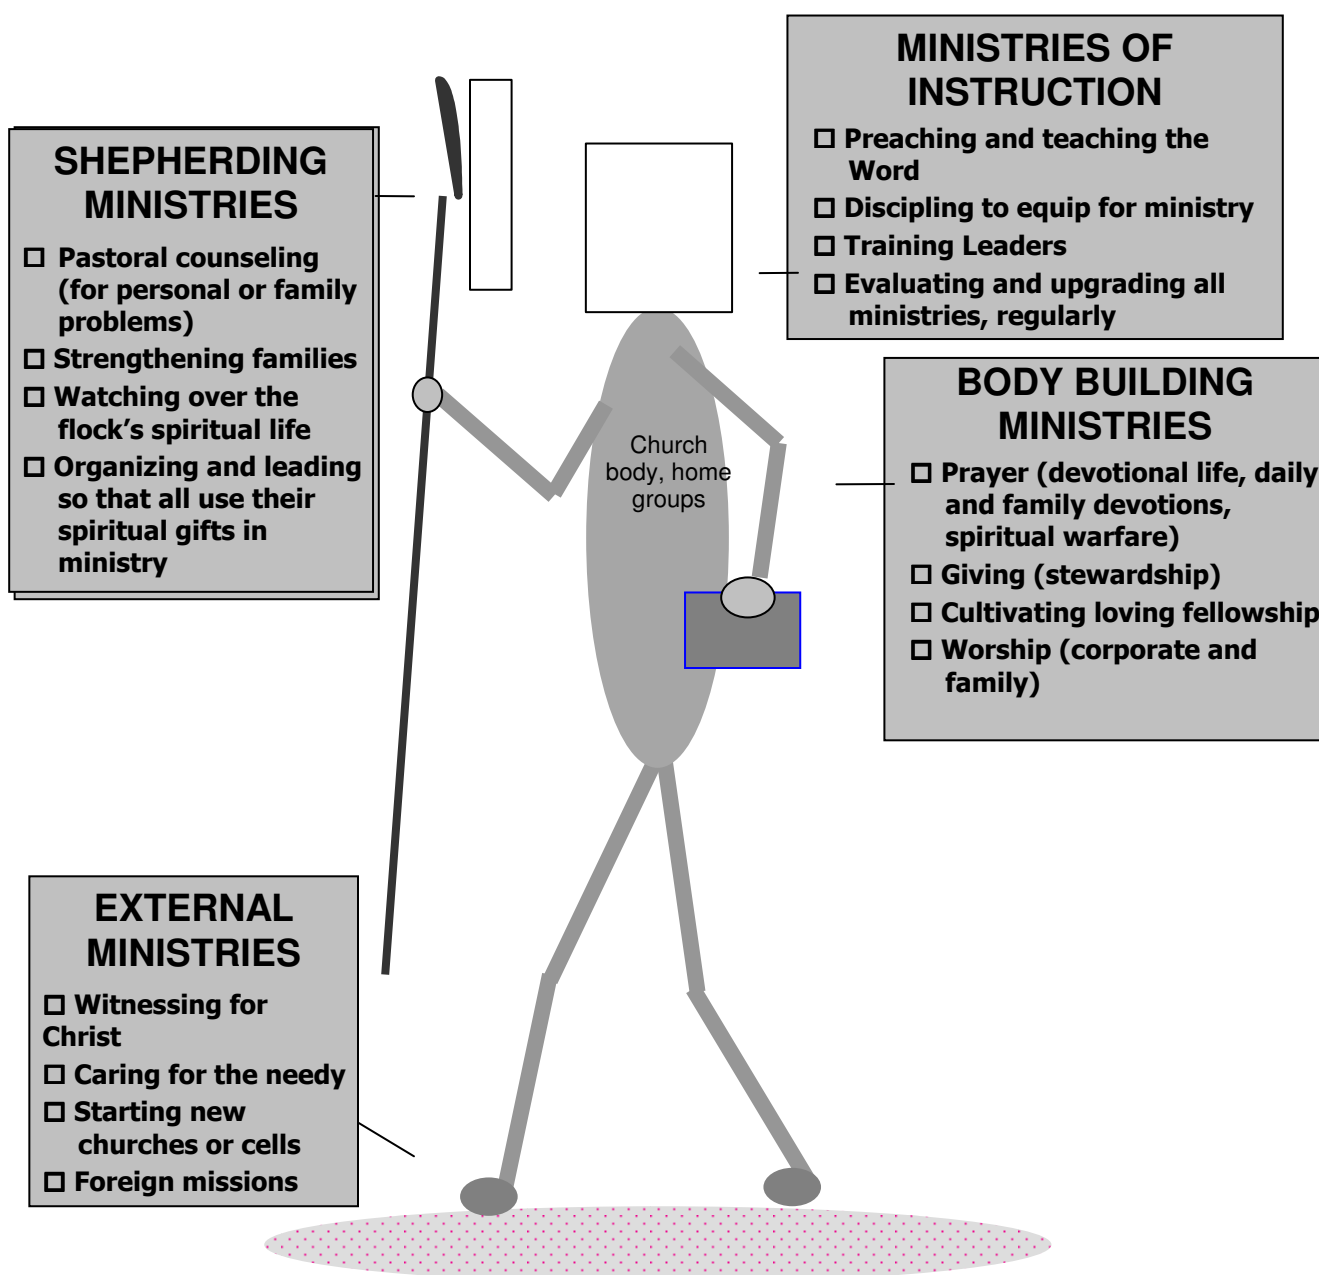 SHEPHERDING
MINISTRIES
□ Pastoral counseling
(for personal or family
problems)
□ Strengthening families
□ Watching over the
flock’s spiritual life
□ Organizing and leading
so that all use their
spiritual gifts in
ministry
MINISTRIES OF
INSTRUCTION
□ Preaching and teaching the
Word
□ Discipling to equip for ministry
□ Training Leaders
□ Evaluating and upgrading all
ministries, regularly
BODY BUILDING
MINISTRIES
□ Prayer (devotional life, daily
and family devotions,
spiritual warfare)
□ Giving (stewardship)
□ Cultivating loving fellowship
□ Worship (corporate and
family)
Church
body, home
groups
EXTERNAL
MINISTRIES
□ Witnessing for
Christ
□ Caring for the needy
□ Starting new
churches or cells
□ Foreign missions